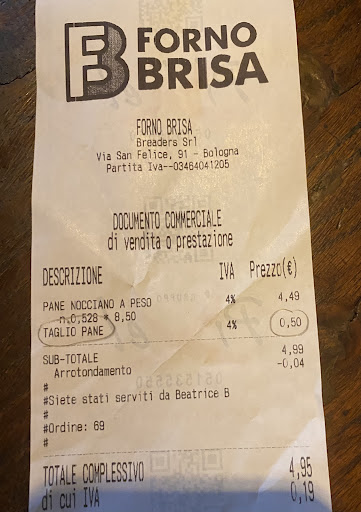 FB FORNO
BRISA
FORNO BRISA
Breaders Srl
Via San Felice, 91 - Bologna
Partita Iva--03464041205
DOCUMENTO COMMERCIALE
di vendita o prestazione
DESCRIZIONE IVA Prezzo(€)
PANE NOCCIANO A PESO 4% 4,49
n.0,528 * 8,50
TAGLIO PANE 4% 0,50
SUB-TOTALE 4,99
Arrotondamento -0,04
#
#Siete stati serviti da Beatrice B
#
#Ordine: 69
#
TOTALE COMPLESSIVO 4,95
di cui IVA 0,19